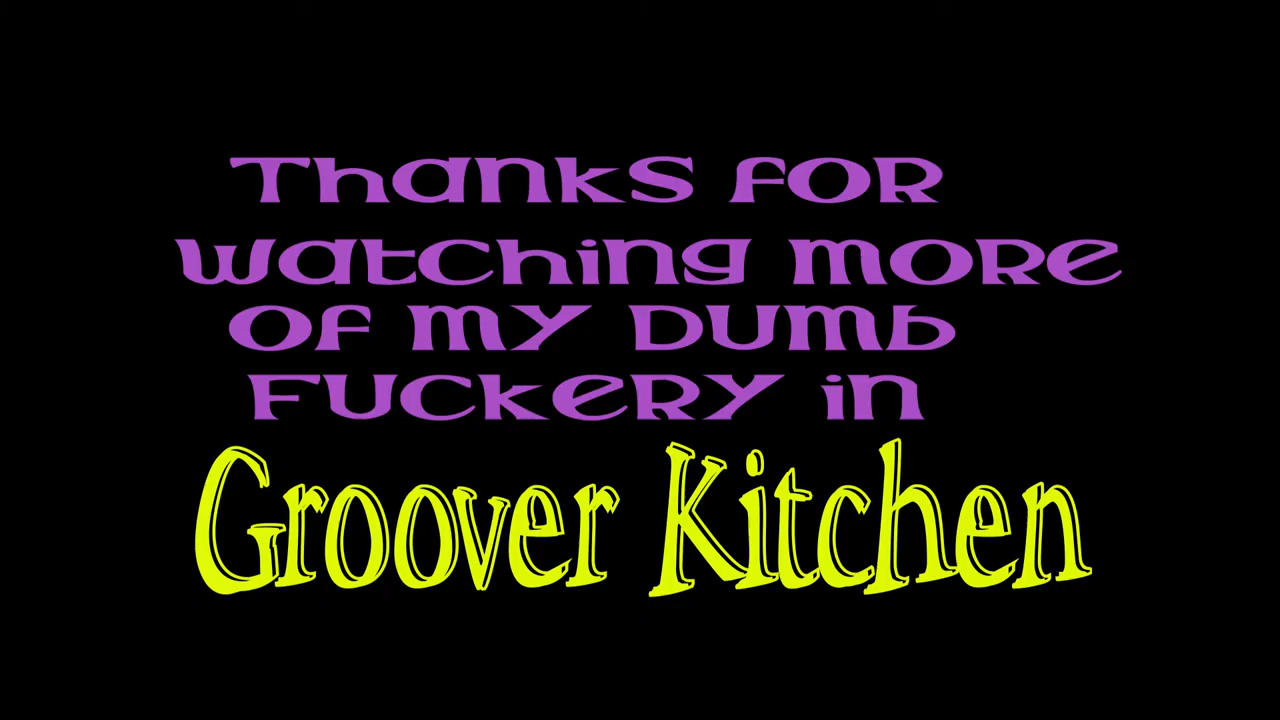 Thanks for
watching more
of my dumb
fuckery in
Groover Kitchen